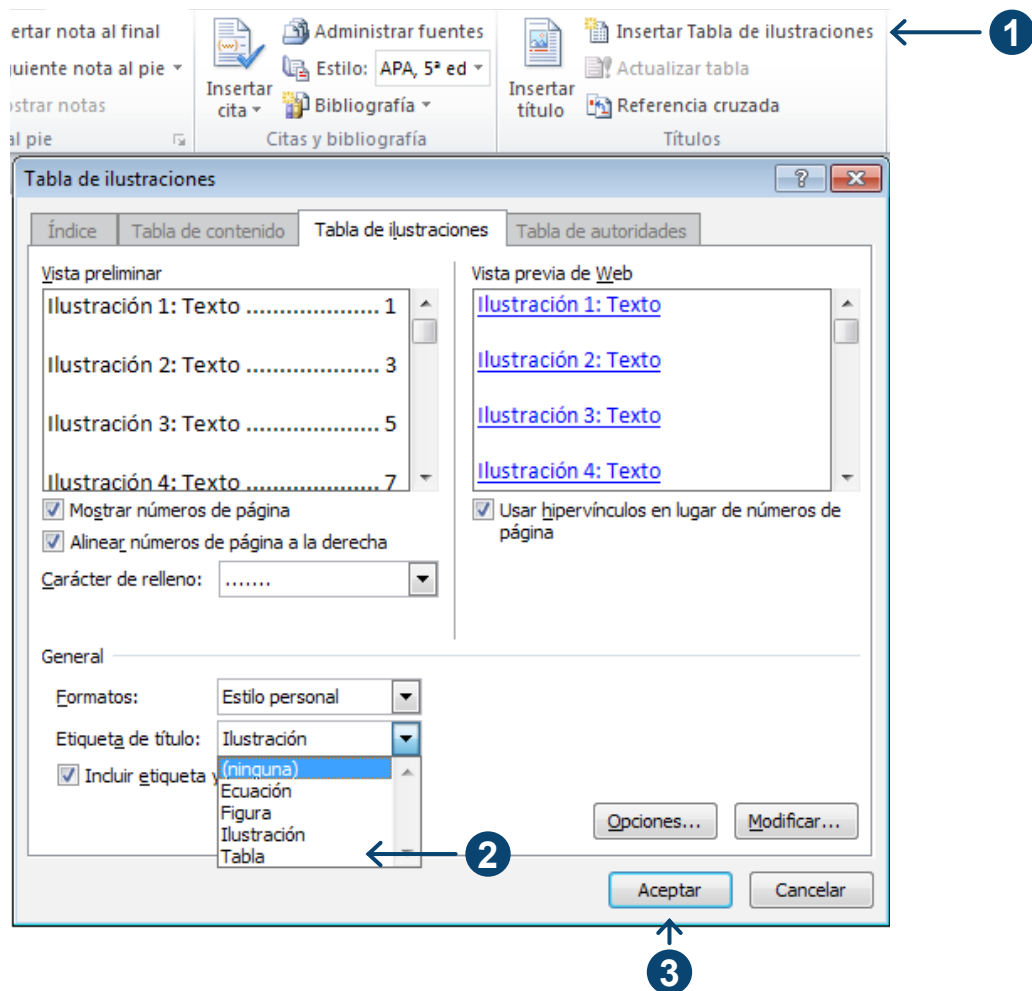 ertar nota al final
uiente nota al pie
ostrar notas
al pie
Insertar
cita
Administrar fuentes
Estilo: APA, 5ª ed
Bibliografía
Citas y bibliografía
Insertar
título
Insertar Tabla de ilustraciones
Actualizar tabla
Referencia cruzada
Títulos
1
Tabla de ilustraciones
Índice
Tabla de contenido
Tabla de ilustraciones
Tabla de autoridades
Vista preliminar
Ilustración 1: Texto .................... 1
Ilustración 2: Texto .................... 3
Ilustración 3: Texto .................... 5
Ilustración 4: Texto .................... 7
Mostrar números de página
Alinear números de página a la derecha
Carácter de relleno: .......
Vista previa de Web
Ilustración 1: Texto
Ilustración 2: Texto
Ilustración 3: Texto
Ilustración 4: Texto
Usar hipervínculos en lugar de números de
página
General
Formatos: Estilo personal
Etiqueta de título: Ilustración
Incluir etiqueta y
(ninguna)
Ecuación
Figura
Ilustración
Tabla
2
Opciones...
Modificar...
Aceptar
Cancelar
3